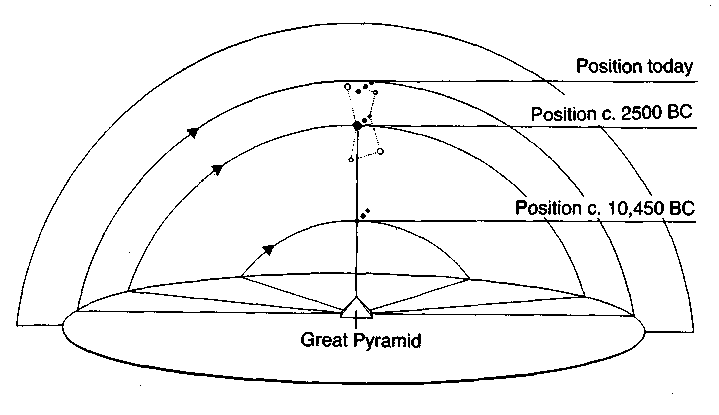 Position today
Position c. 2500 BC
Position c. 10,450 BC
Great Pyramid